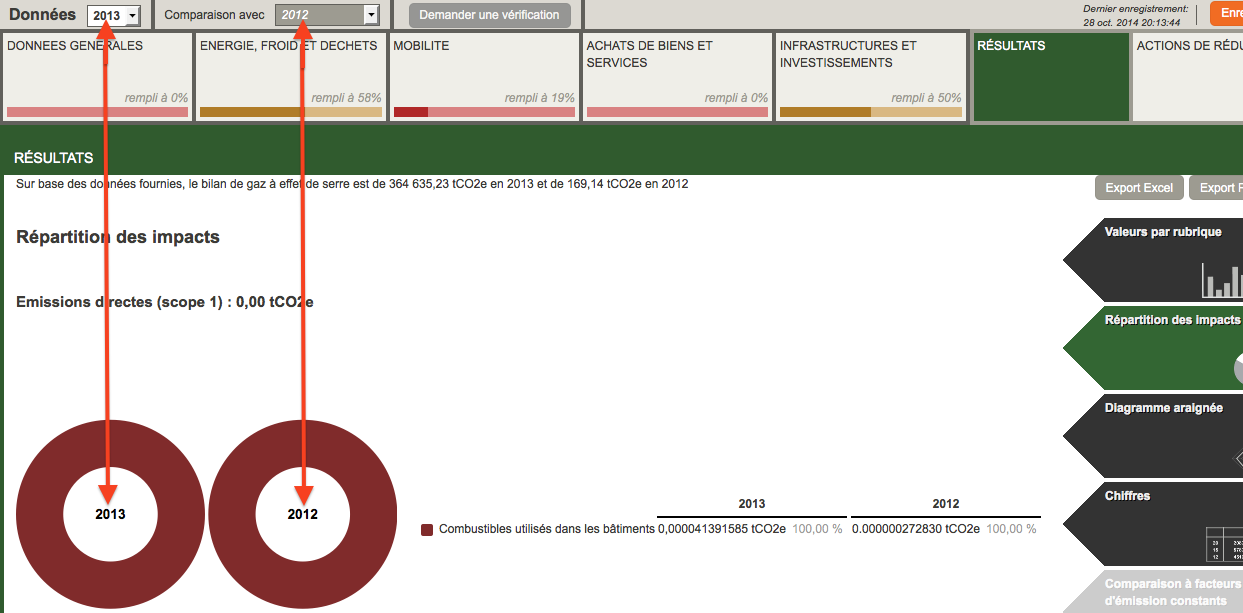 Données 2013 Comparaison avec 2012 Demander une vérification
Dernier enregistrement:
28 oct. 2014 20:13:44
Enre
DONNEES GENERALES
rempli à 0%
ENERGIE, FROID ET DECHETS
rempli à 58%
MOBILITE
rempli à 19%
ACHATS DE BIENS ET
SERVICES
rempli à 0%
INFRASTRUCTURES ET
INVESTISSEMENTS
rempli à 50%
RÉSULTATS
ACTIONS DE RÉDU
RÉSULTATS
Sur base des données fournies, le bilan de gaz à effet de serre est de 364 635,23 tCO2e en 2013 et de 169,14 tCO2e en 2012
Export Excel Export
Répartition des impacts
Emissions directes (scope 1) : 0,00 tCO2e
2013
2012
2013 2012
Combustibles utilisés dans les bâtiments 0,000041391585 tCO2e 100,00 % 0.000000272830 tCO2e 100,00 %
Valeurs par rubrique
Répartition des impacts
Diagramme araignée
Chiffres
Comparaison à facteurs
d'émission constants